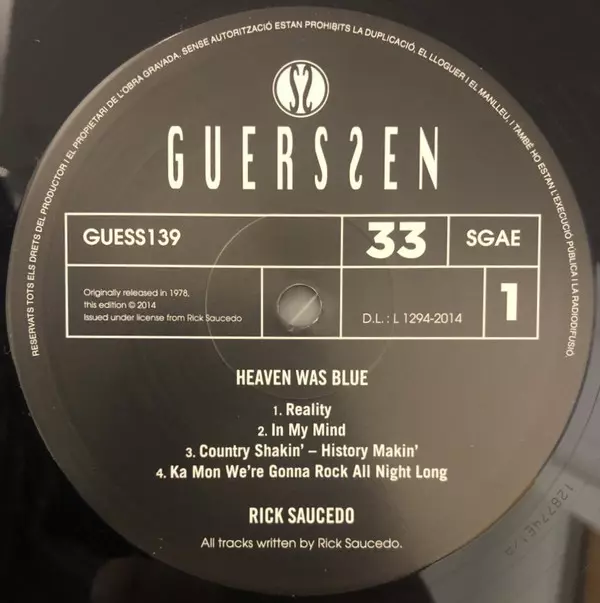 RESERVATS TOTS ELS DRETS DEL PRODUCTOR I EL PROPIETARI DE L'OBRA GRAVADA. SENSE AUTORITZACIÓ ESTAN PROHIBITS LA DUPLICACIÓ, EL LLOGUER I EL MANLLEU, I TAMBÉ HO ESTAN L'EXECUCIÓ PÚBLICA I LA RADIODIFUSIÓ.
GUERSSEN
GUESS139
33
SGAE
Originally released in 1978,
this edition © 2014
Issued under license from Rick Saucedo
D.L.: L 1294-2014
1
HEAVEN WAS BLUE
1. Reality
2. In My Mind
3. Country Shakin' – History Makin'
4. Ka Mon We're Gonna Rock All Night Long
RICK SAUCEDO
All tracks written by Rick Saucedo.